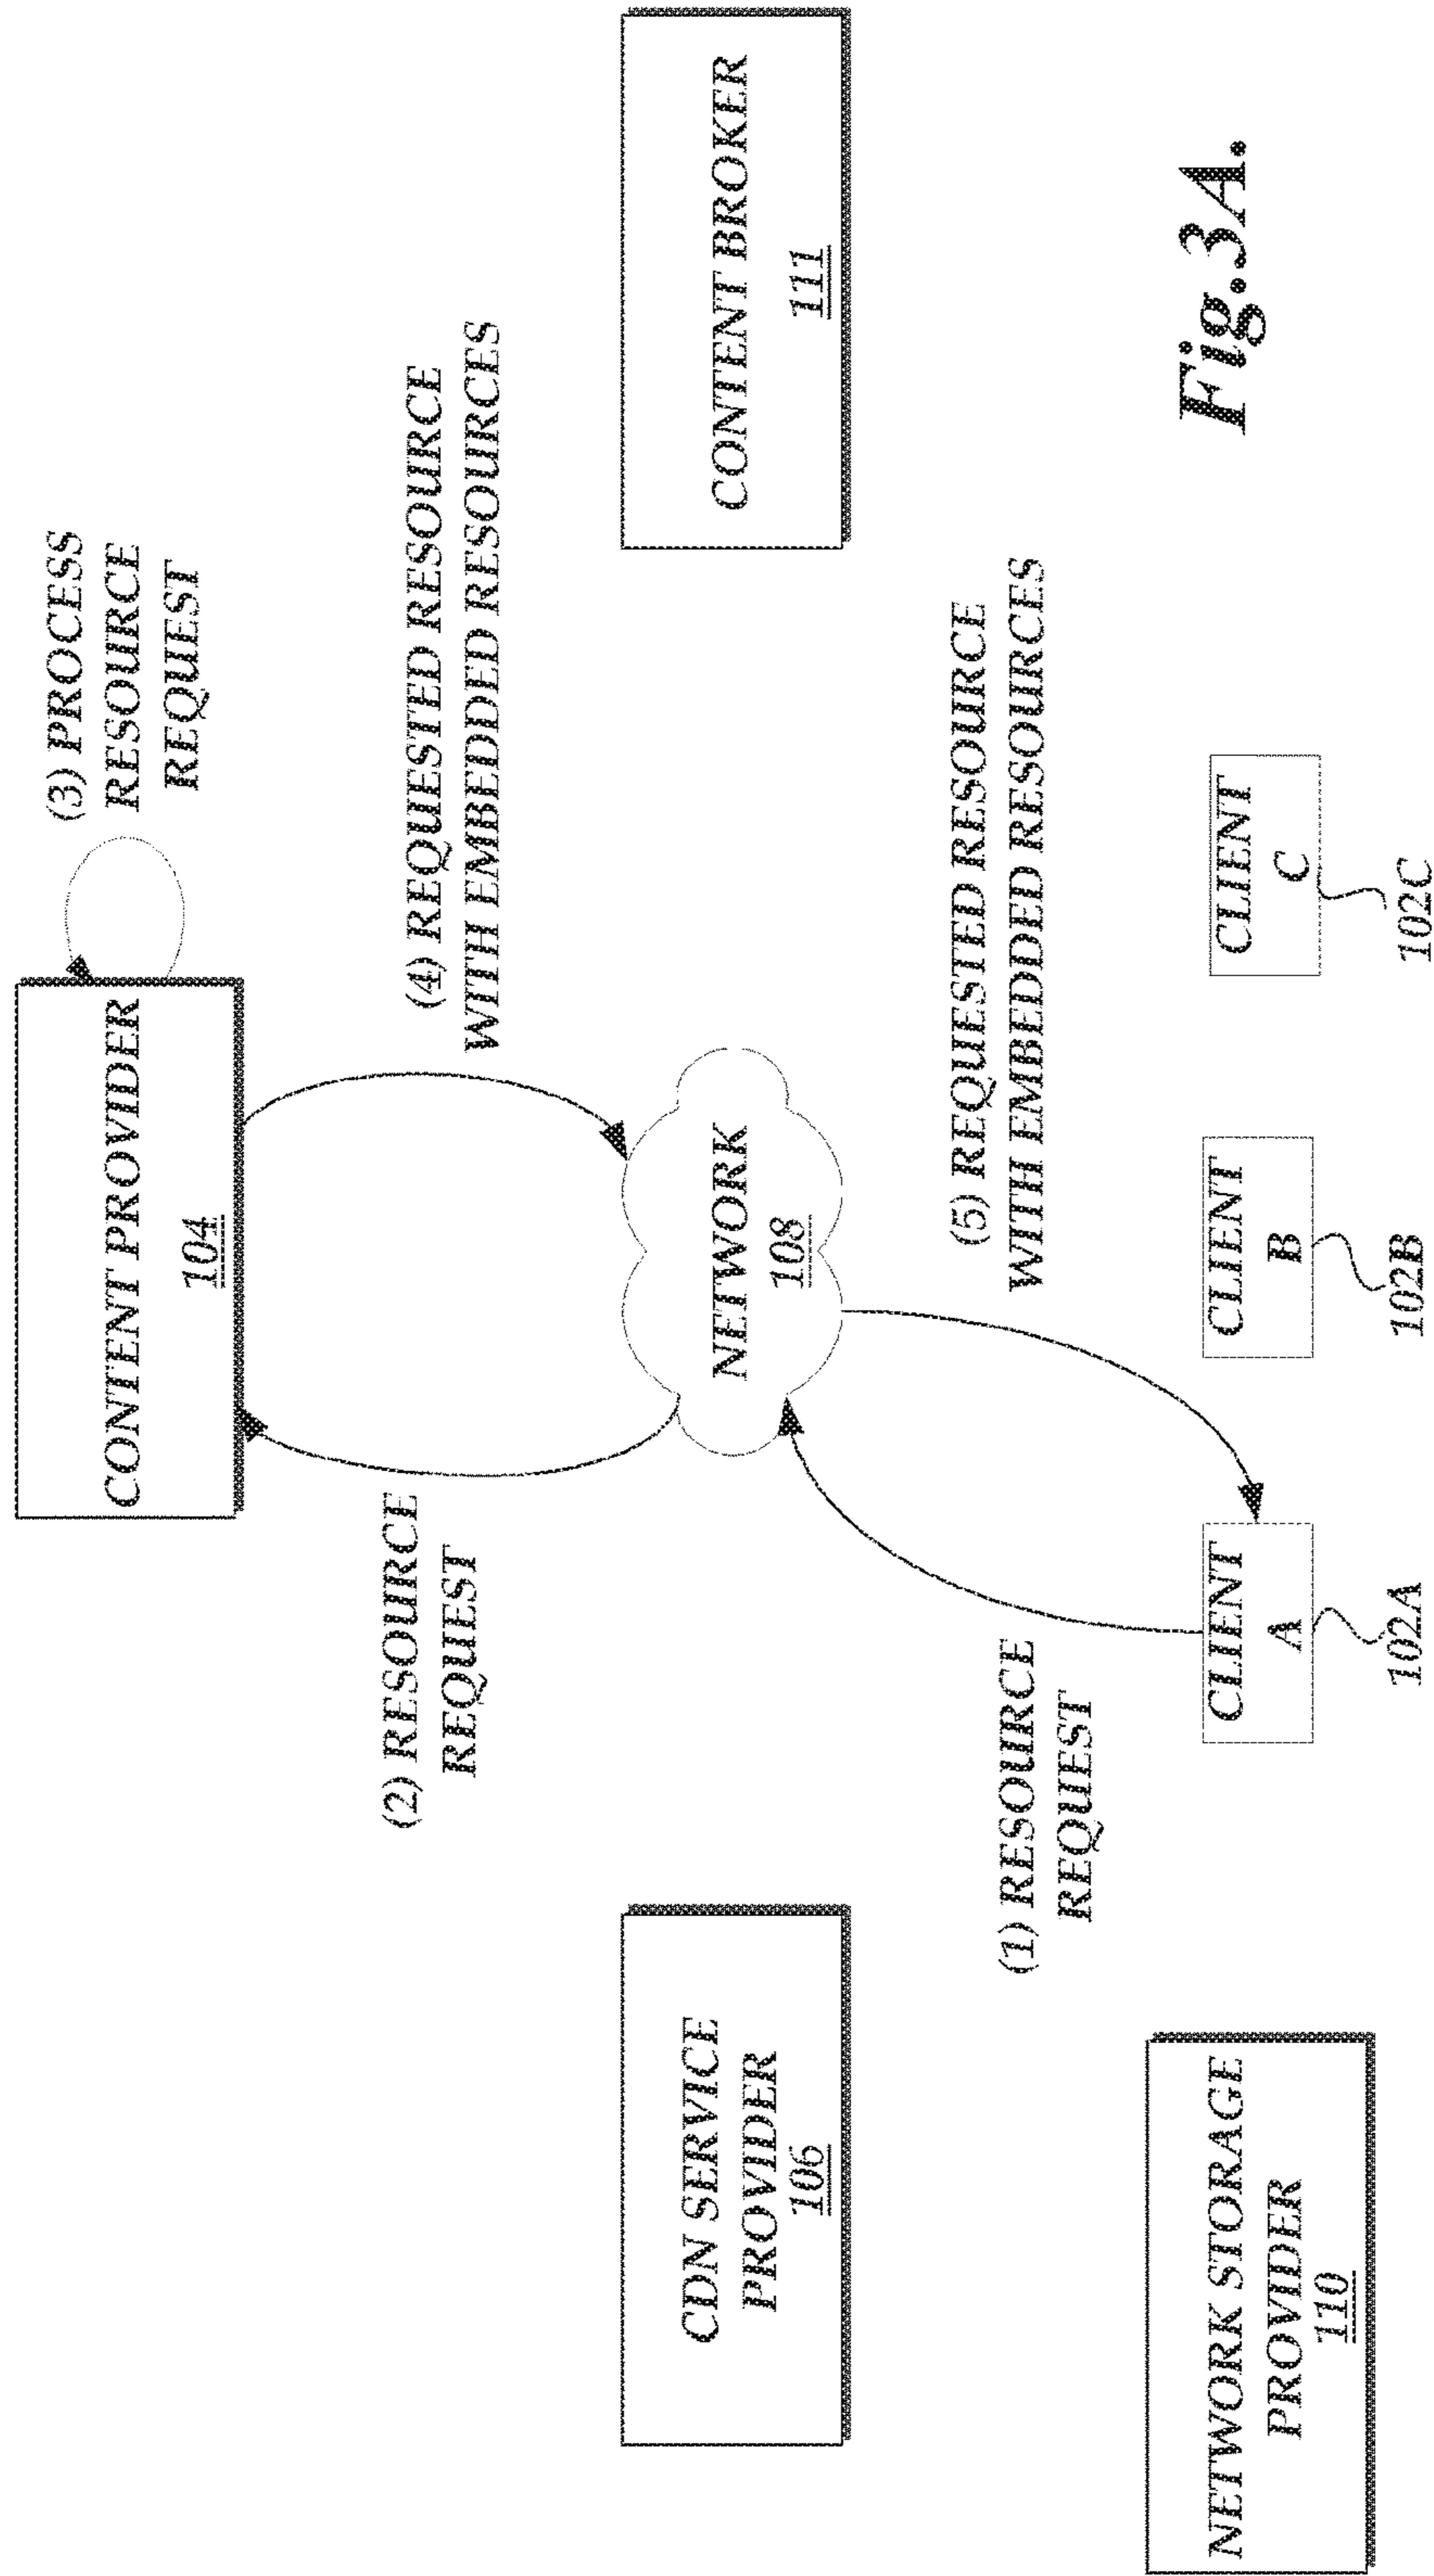 CONTENT PROVIDER
104
(3) PROCESS
RESOURCE
REQUEST
(2) RESOURCE
REQUEST
(4) REQUESTED RESOURCE
WITH EMBEDDED RESOURCES
CDN SERVICE
PROVIDER
106
NETWORK
108
CONTENT BROKER
111
(1) RESOURCE
REQUEST
(5) REQUESTED RESOURCE
WITH EMBEDDED RESOURCES
NETWORK STORAGE
PROVIDER
110
CLIENT
A
102A
CLIENT
B
102B
CLIENT
C
102C
Fig.3A.